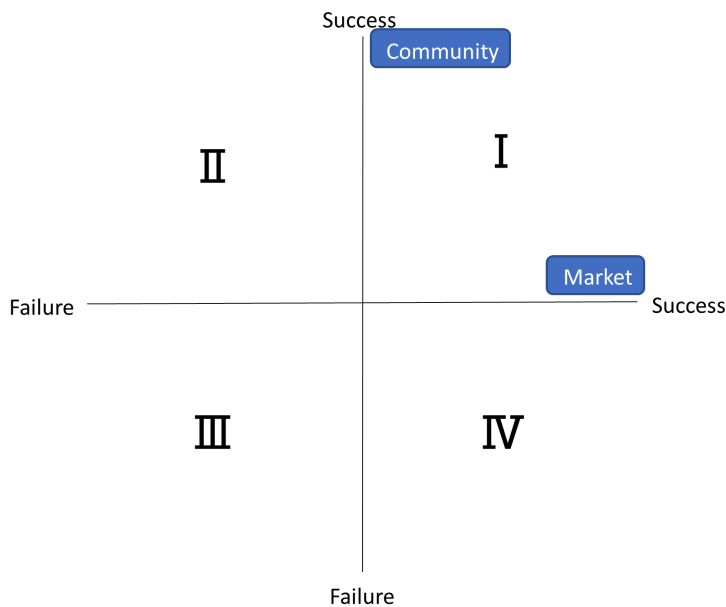 Success
Community
Ⅱ
Ⅰ
Market
Failure
Success
Ⅲ
Ⅳ
Failure